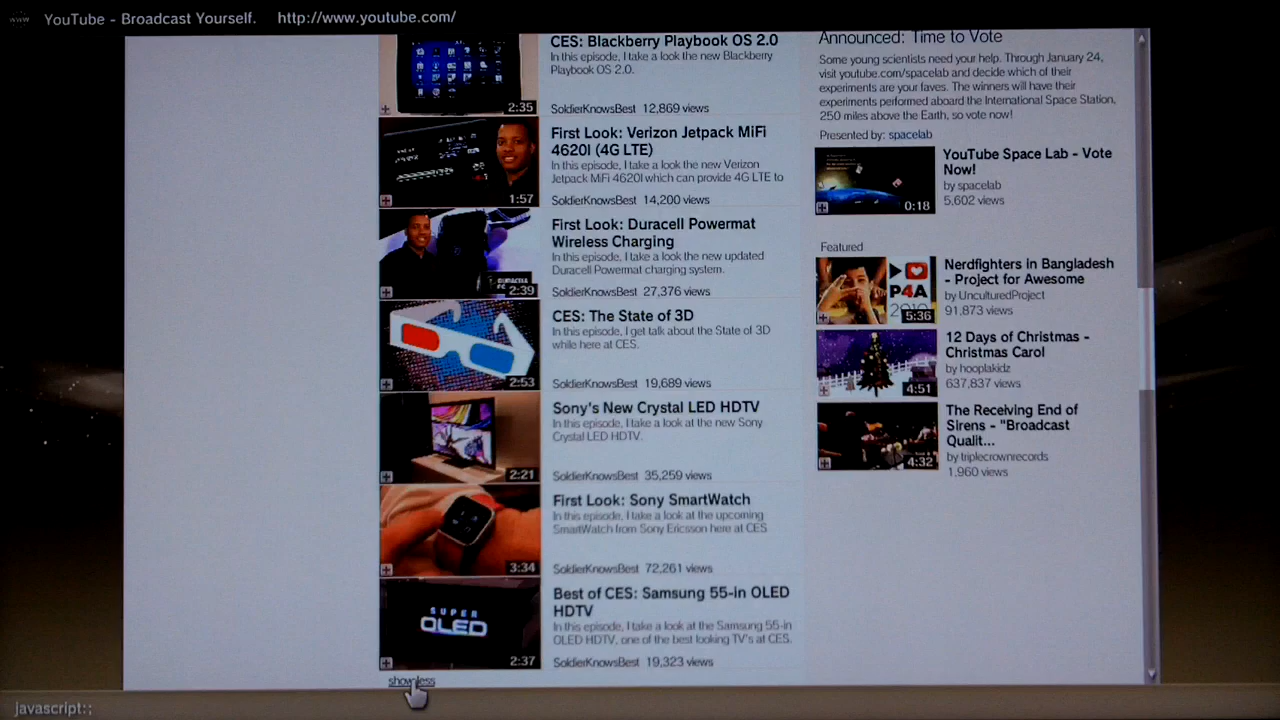 YouTube - Broadcast Yourself. http://www.youtube.com/
CES: Blackberry Playbook OS 2.0
In this episode, I take a look the new Blackberry
Playbook OS 2.0.
2:35
SoldierKnowsBest 12,869 views
First Look: Verizon Jetpack MiFi
4620l (4G LTE)
In this episode, I take a look the new Verizon
Jetpack MiFi 4620l which can provide 4G LTE to
1:57
SoldierKnowsBest 14,200 views
First Look: Duracell Powermat
Wireless Charging
In this episode, I take a look the new updated
Duracell Powermat charging system.
DURACELL
2:39
SoldierKnowsBest 27,376 views
CES: The State of 3D
In this episode, I get talk about the State of 3D
while here at CES.
2:53
SoldierKnowsBest 19,689 views
Sony's New Crystal LED HDTV
In this episode, I take a look at the new Sony
Crystal LED HDTV.
2:21
SoldierKnowsBest 35,259 views
First Look: Sony SmartWatch
In this episode, I take a look at the upcoming
SmartWatch from Sony Ericsson here at CES
3:34
SoldierKnowsBest 72,261 views
Best of CES: Samsung 55-in OLED
HDTV
In this episode, I take a look at the Samsung 55-in
OLED HDTV, one of the best looking TV's at CES.
SUPER
OLED
2:37
SoldierKnowsBest 19,323 views
show less
Announced: Time to Vote
Some young scientists need your help. Through January 24,
visit youtube.com/spacelab and decide which of their
experiments are your faves. The winners will have their
experiments performed aboard the International Space Station,
250 miles above the Earth, so vote now!
Presented by: spacelab
YouTube Space Lab - Vote
Now!
by spacelab
5,602 views
0:18
Featured
Nerdfighters in Bangladesh
- Project for Awesome
by UnculturedProject
91,873 views
P4A
5:36
12 Days of Christmas -
Christmas Carol
by hooplakidz
637,837 views
4:51
The Receiving End of
Sirens - "Broadcast
Qualit...
by triplecrownrecords
1,960 views
4:32
javascript:;